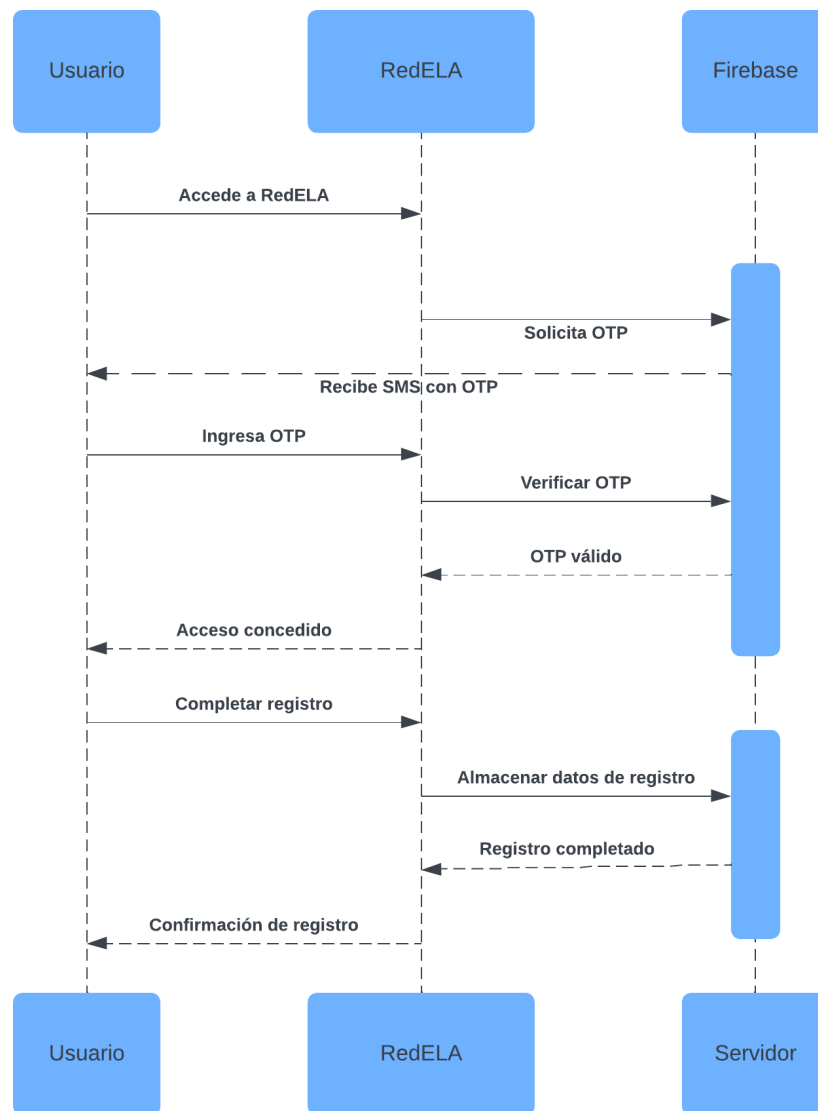 Usuario
RedELA
Firebase
Accede a RedELA
Solicita OTP
Recibe SMS con OTP
Ingresa OTP
Verificar OTP
OTP válido
Acceso concedido
Completar registro
Almacenar datos de registro
Registro completado
Confirmación de registro
Usuario
RedELA
Servidor